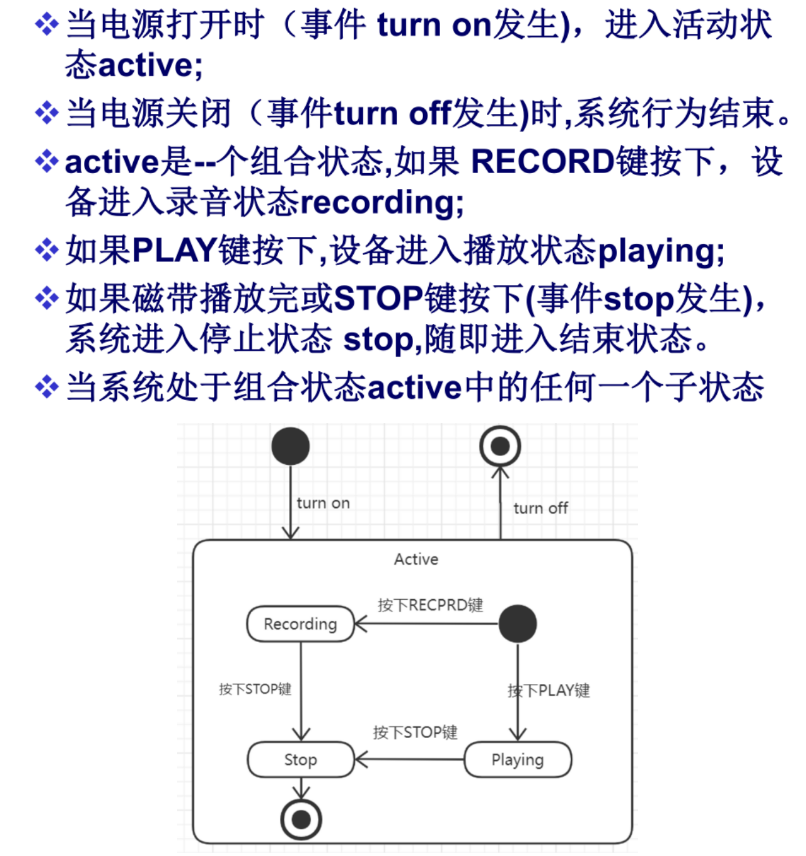 ❖当电源打开时（事件 turn on发生)，进入活动状
态active;
❖当电源关闭（事件turn off发生)时,系统行为结束。
❖active是--个组合状态,如果 RECORD键按下，设
备进入录音状态recording;
❖如果PLAY键按下,设备进入播放状态playing;
❖如果磁带播放完或STOP键按下(事件stop发生)，
系统进入停止状态 stop,随即进入结束状态。
❖当系统处于组合状态active中的任何一个子状态
turn on
turn off
Active
按下RECPRD键
Recording
按下STOP键
按下PLAY键
按下STOP键
Stop
Playing